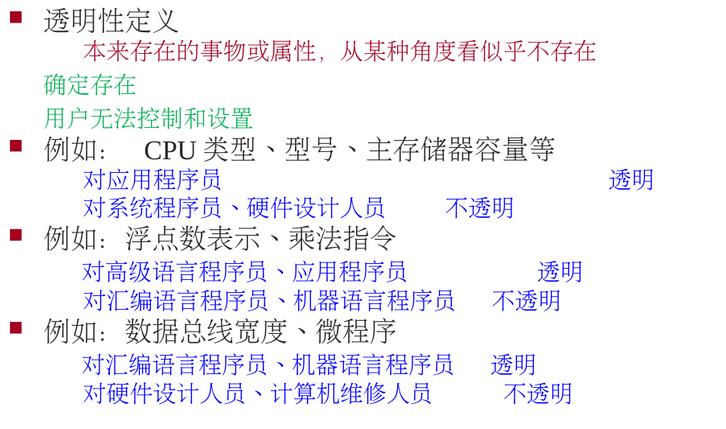 透明性定义
本来存在的事物或属性，从某种角度看似乎不存在
确定存在
用户无法控制和设置
例如： CPU 类型、型号、主存储器容量等
对应用程序员 透明
对系统程序员、硬件设计人员 不透明
例如：浮点数表示、乘法指令
对高级语言程序员、应用程序员 透明
对汇编语言程序员、机器语言程序员 不透明
例如：数据总线宽度、微程序
对汇编语言程序员、机器语言程序员 透明
对硬件设计人员、计算机维修人员 不透明